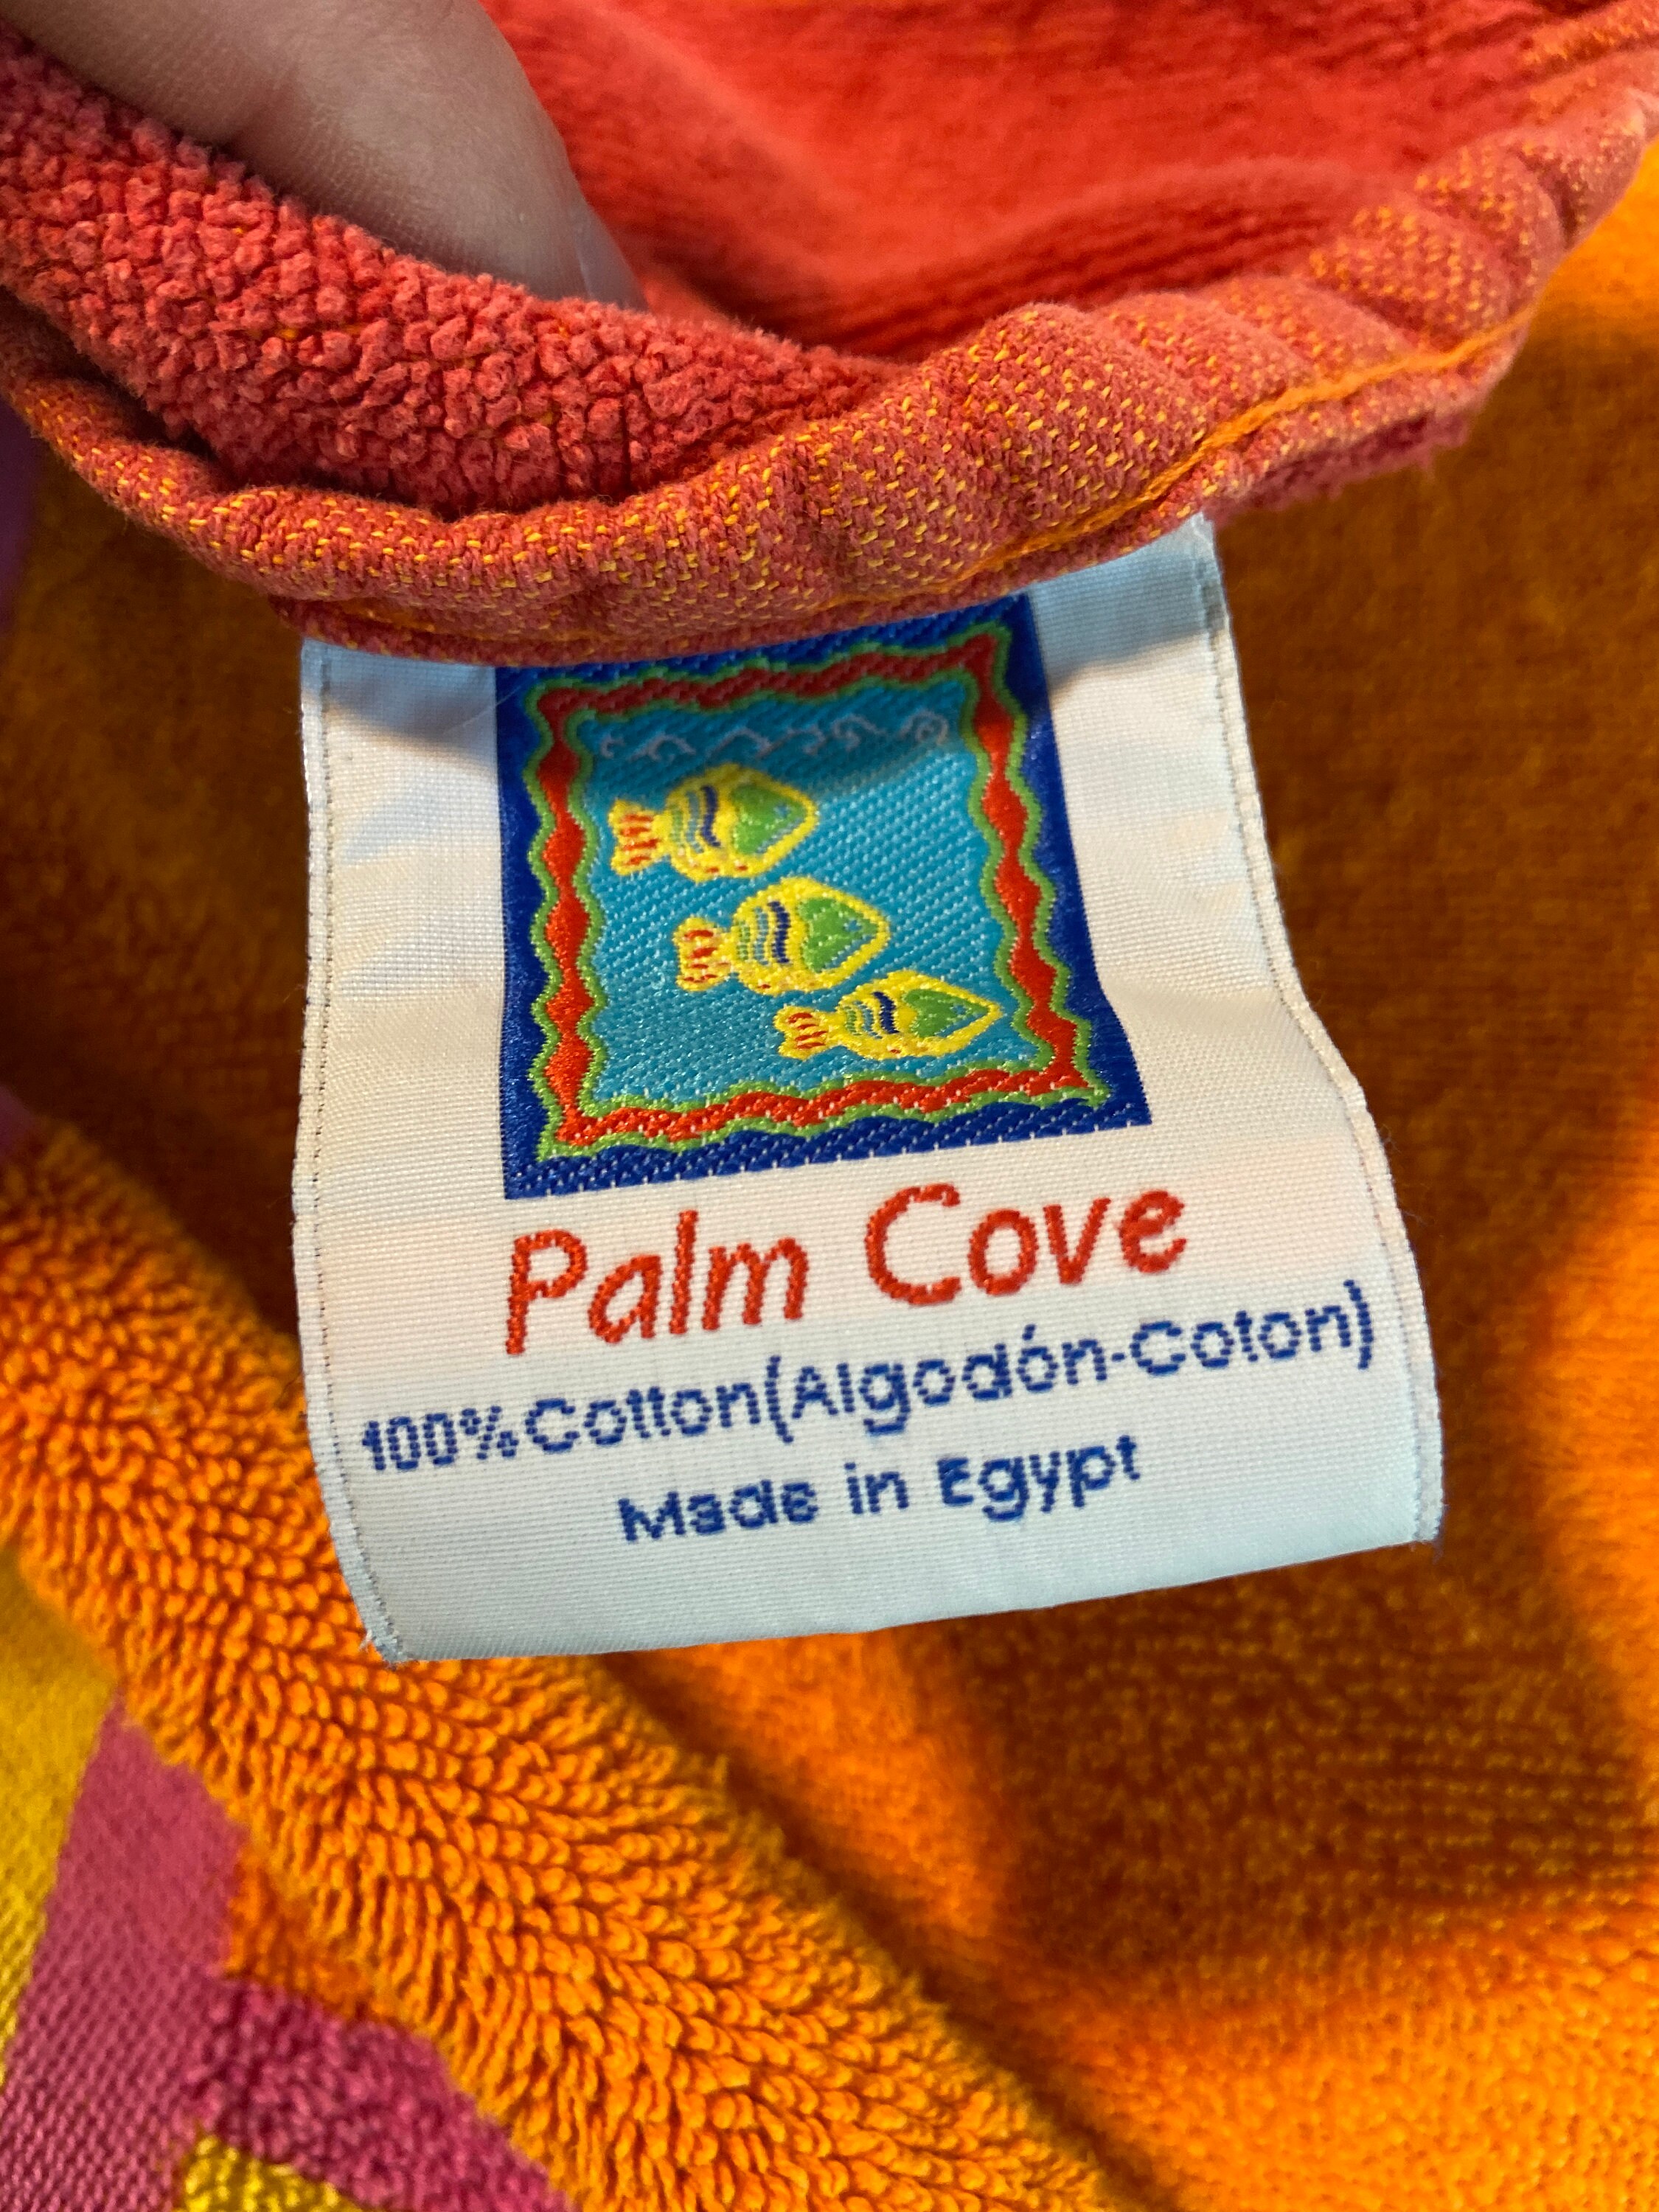 Palm Cove
100%Cotton(Algodón-Coton)
Made in Egypt